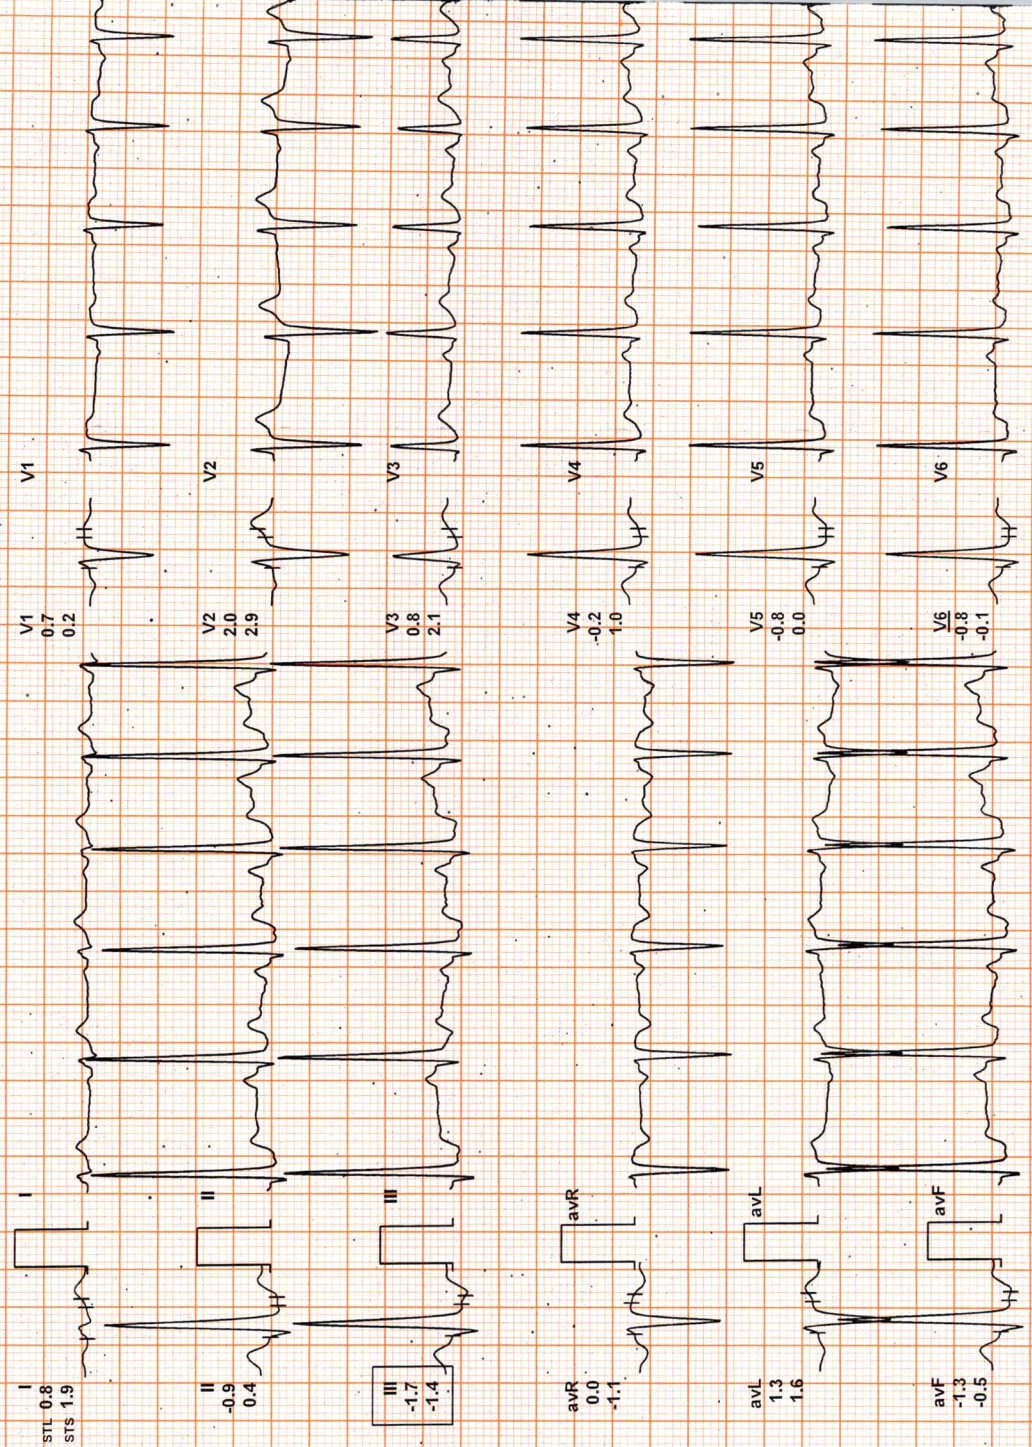 I I V1 V1
STL 0.8 0.7
STS 1.9 0.2
II II V2 V2
-0.9 2.0
0.4 2.9
III III V3 V3
-1.7 0.8
-1.4 2.1
avR avR V4 V4
0.0 -0.2
-1.1 1.0
avL avL V5 V5
1.3 -0.8
1.6 0.0
avF avF V6 V6
-1.3 -0.8
-0.5 -0.1